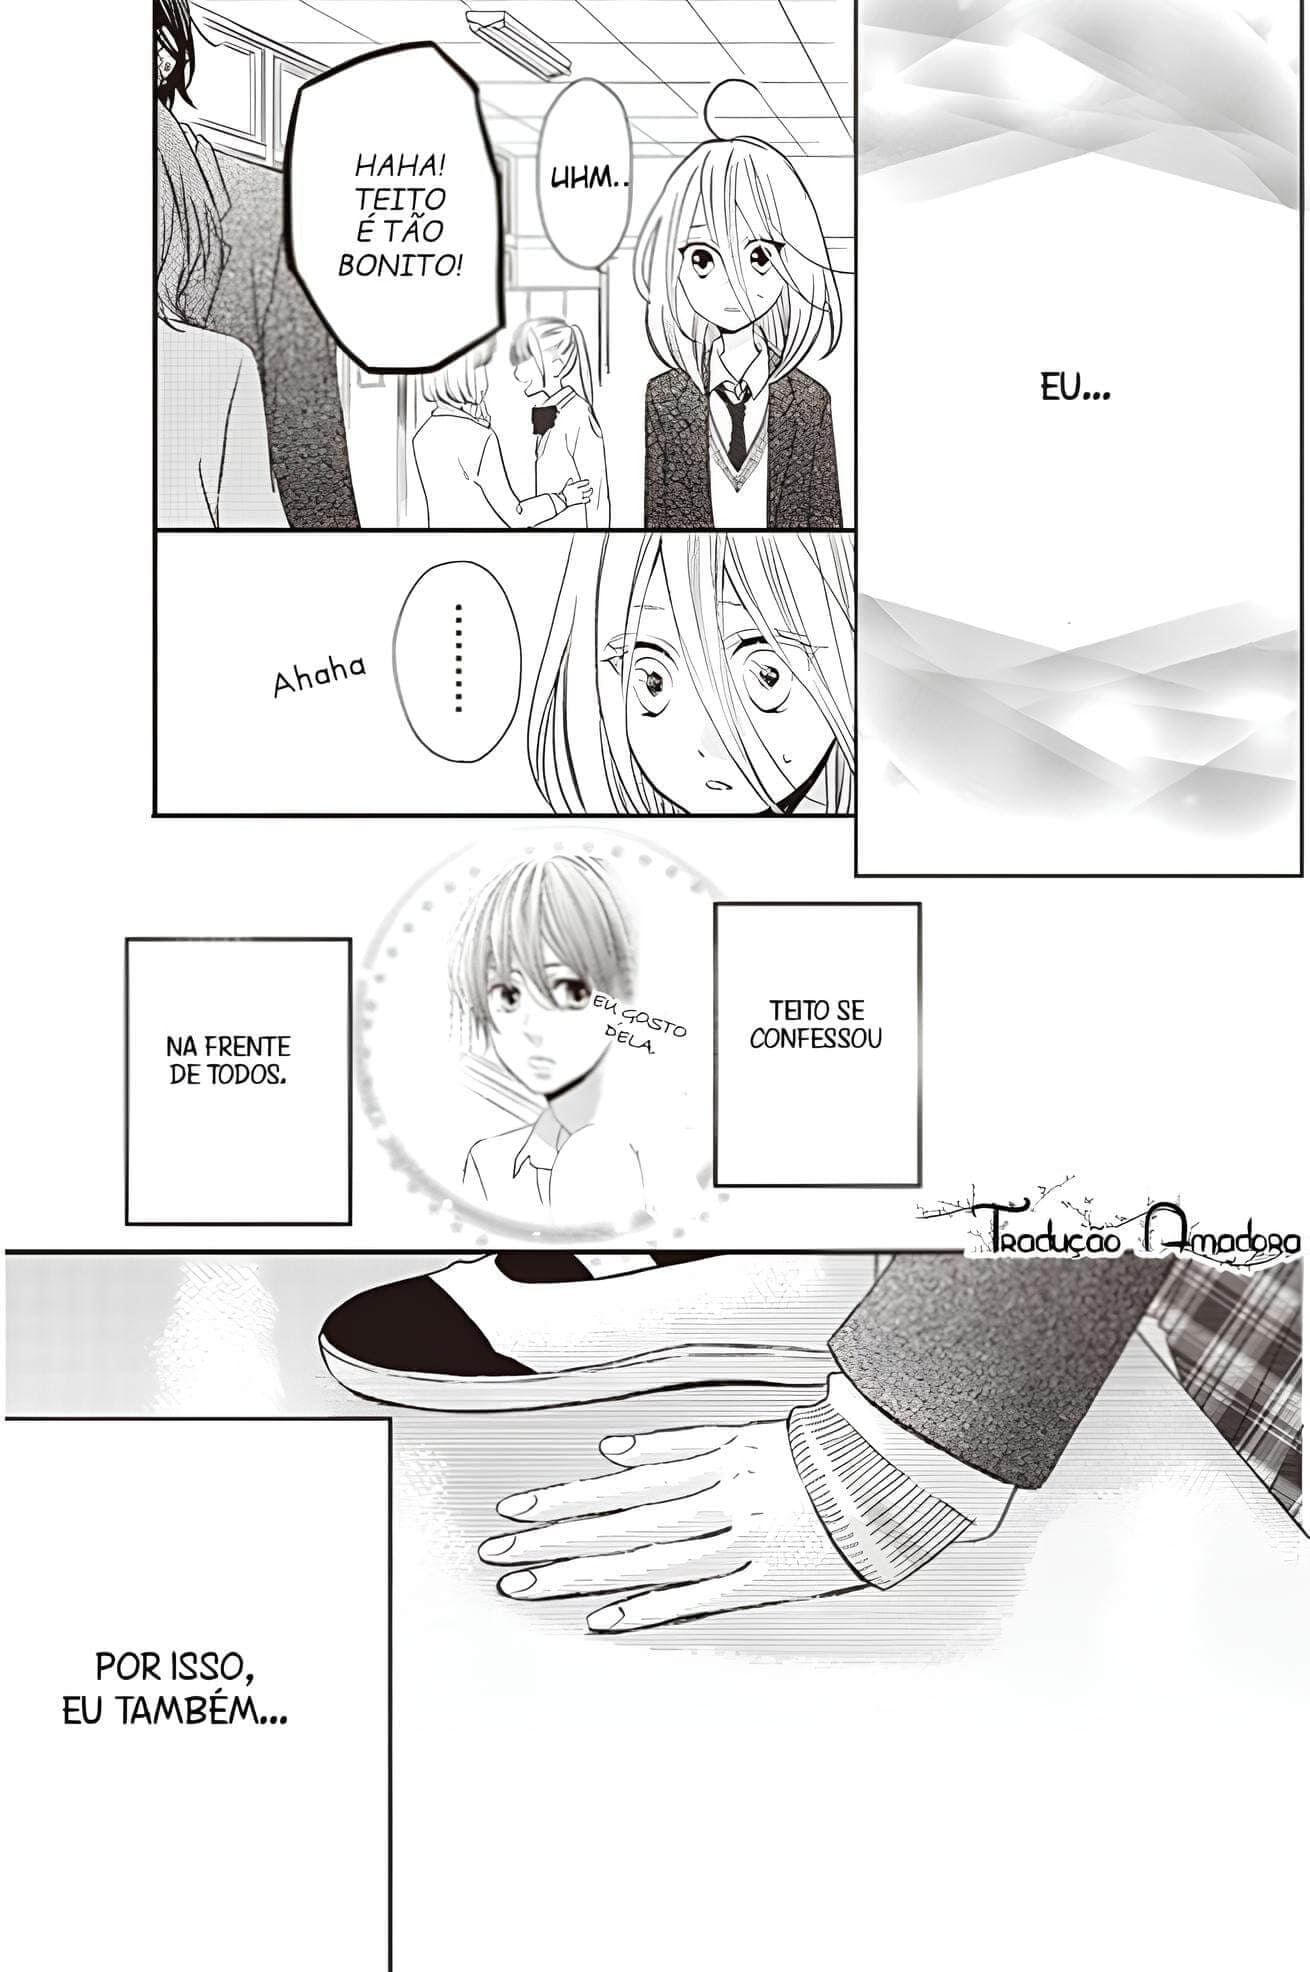 EU...
UHM..
HAHA!
TEITO
É TÃO
BONITO!
.........
Ahaha
TEITO SE
CONFESSOU
EU GOSTO
DELA.
NA FRENTE
DE TODOS.
Tradução Amadora
POR ISSO,
EU TAMBÉM...